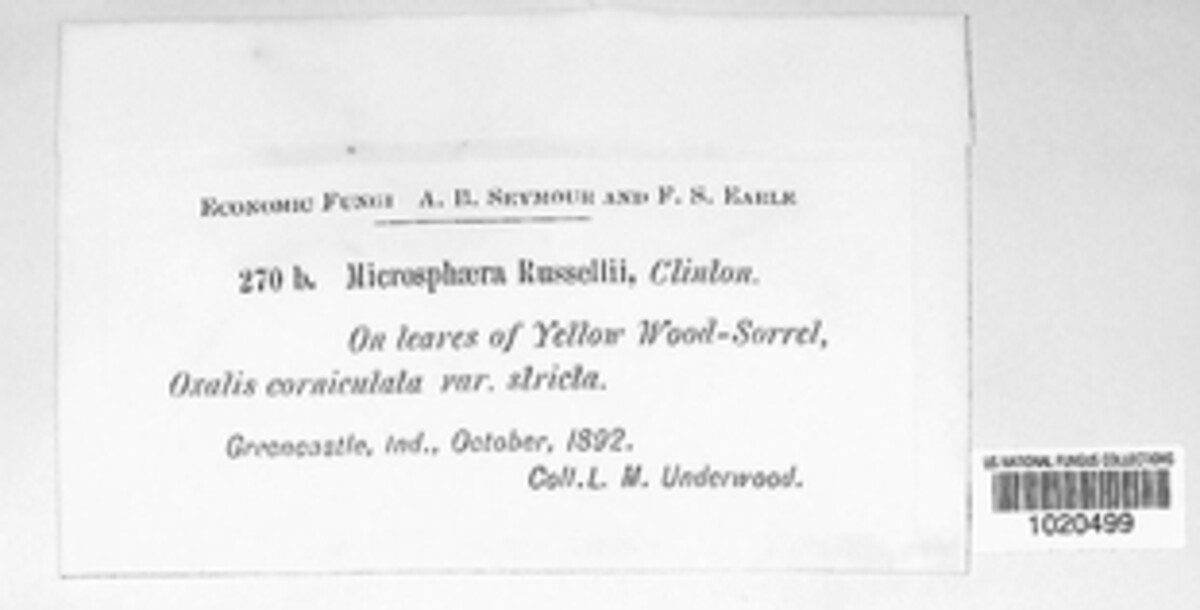 Economic Fungi A. B. Seymour and F. S. Earle
270 b. Microsphæra Russellii, Clinton.
On leaves of Yellow Wood-Sorrel,
Oxalis corniculata var. stricta.
Greencastle, Ind., October, 1892.
Coll. L. M. Underwood.
US NATIONAL FUNGUS COLLECTIONS
1020499